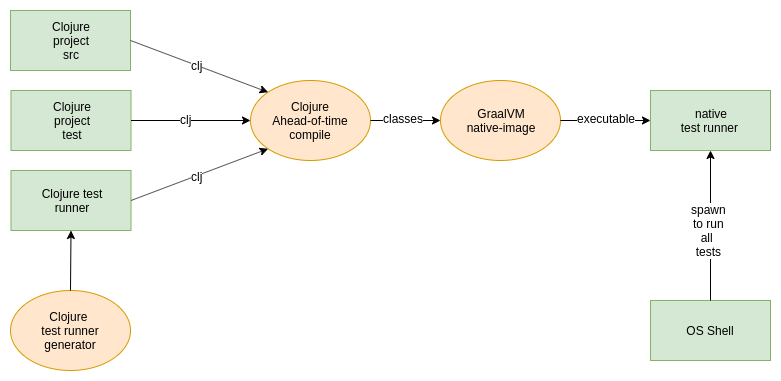 Clojure
project
src
clj
Clojure
project
test
clj
Clojure test
runner
clj
Clojure
test runner
generator
Clojure
Ahead-of-time
compile
classes
GraalVM
native-image
executable
native
test runner
spawn
to run
all
tests
OS Shell